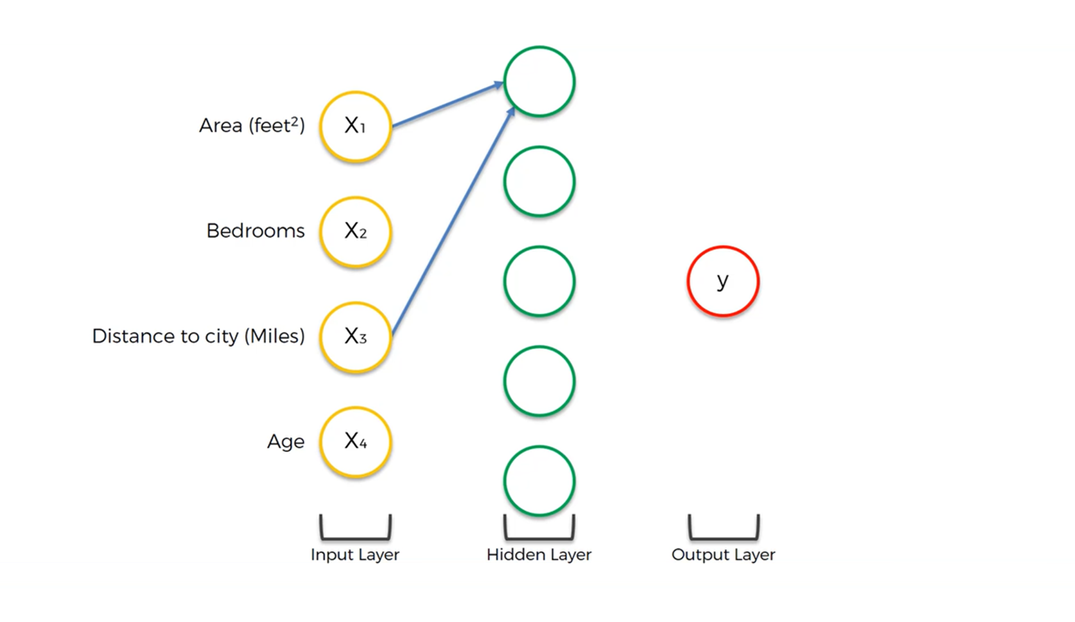 Area (feet²)
X₁
Bedrooms
X₂
y
Distance to city (Miles)
X₃
Age
X₄
Input Layer
Hidden Layer
Output Layer